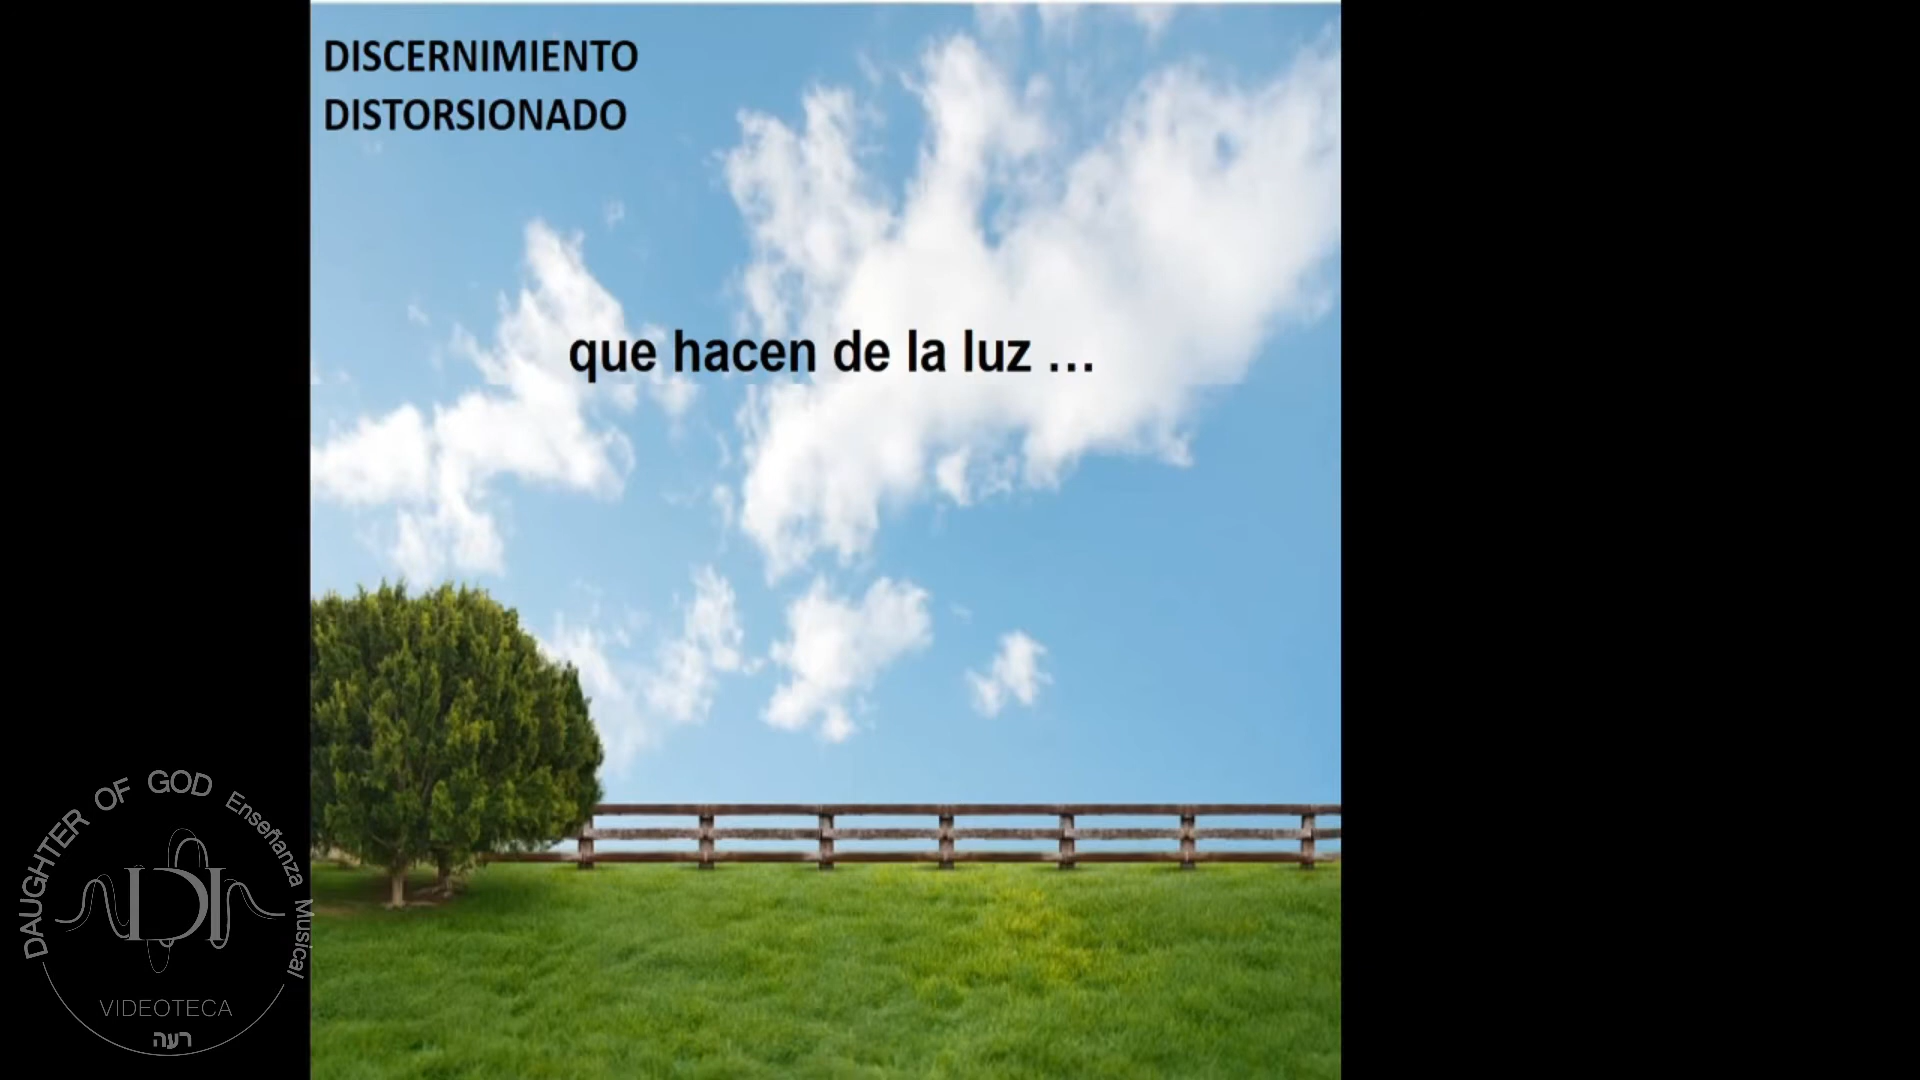 DISCERNIMIENTO
DISTORSIONADO
que hacen de la luz ...
DAUGHTER OF GOD Enseñanza Musical
VIDEOTECA
רעה